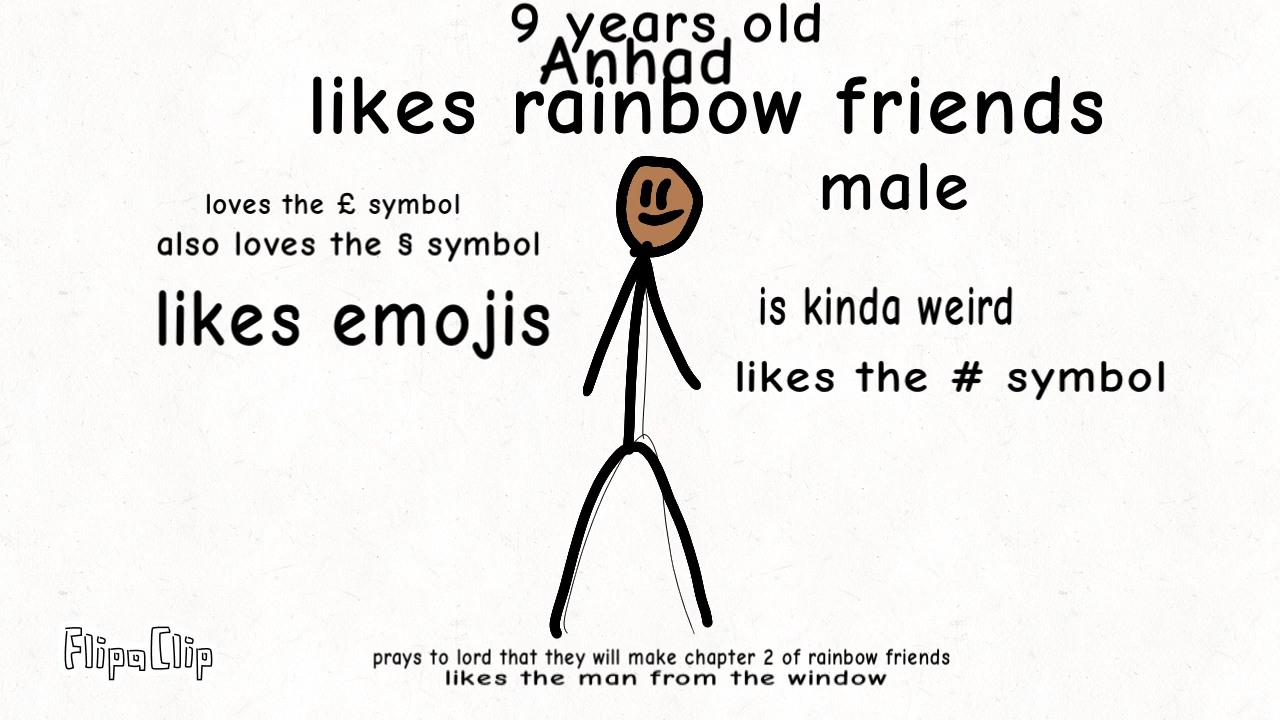 9 years old
Anhad
likes rainbow friends
male
loves the £ symbol
also loves the § symbol
likes emojis
is kinda weird
likes the # symbol
FlipaClip
prays to lord that they will make chapter 2 of rainbow friends
likes the man from the window